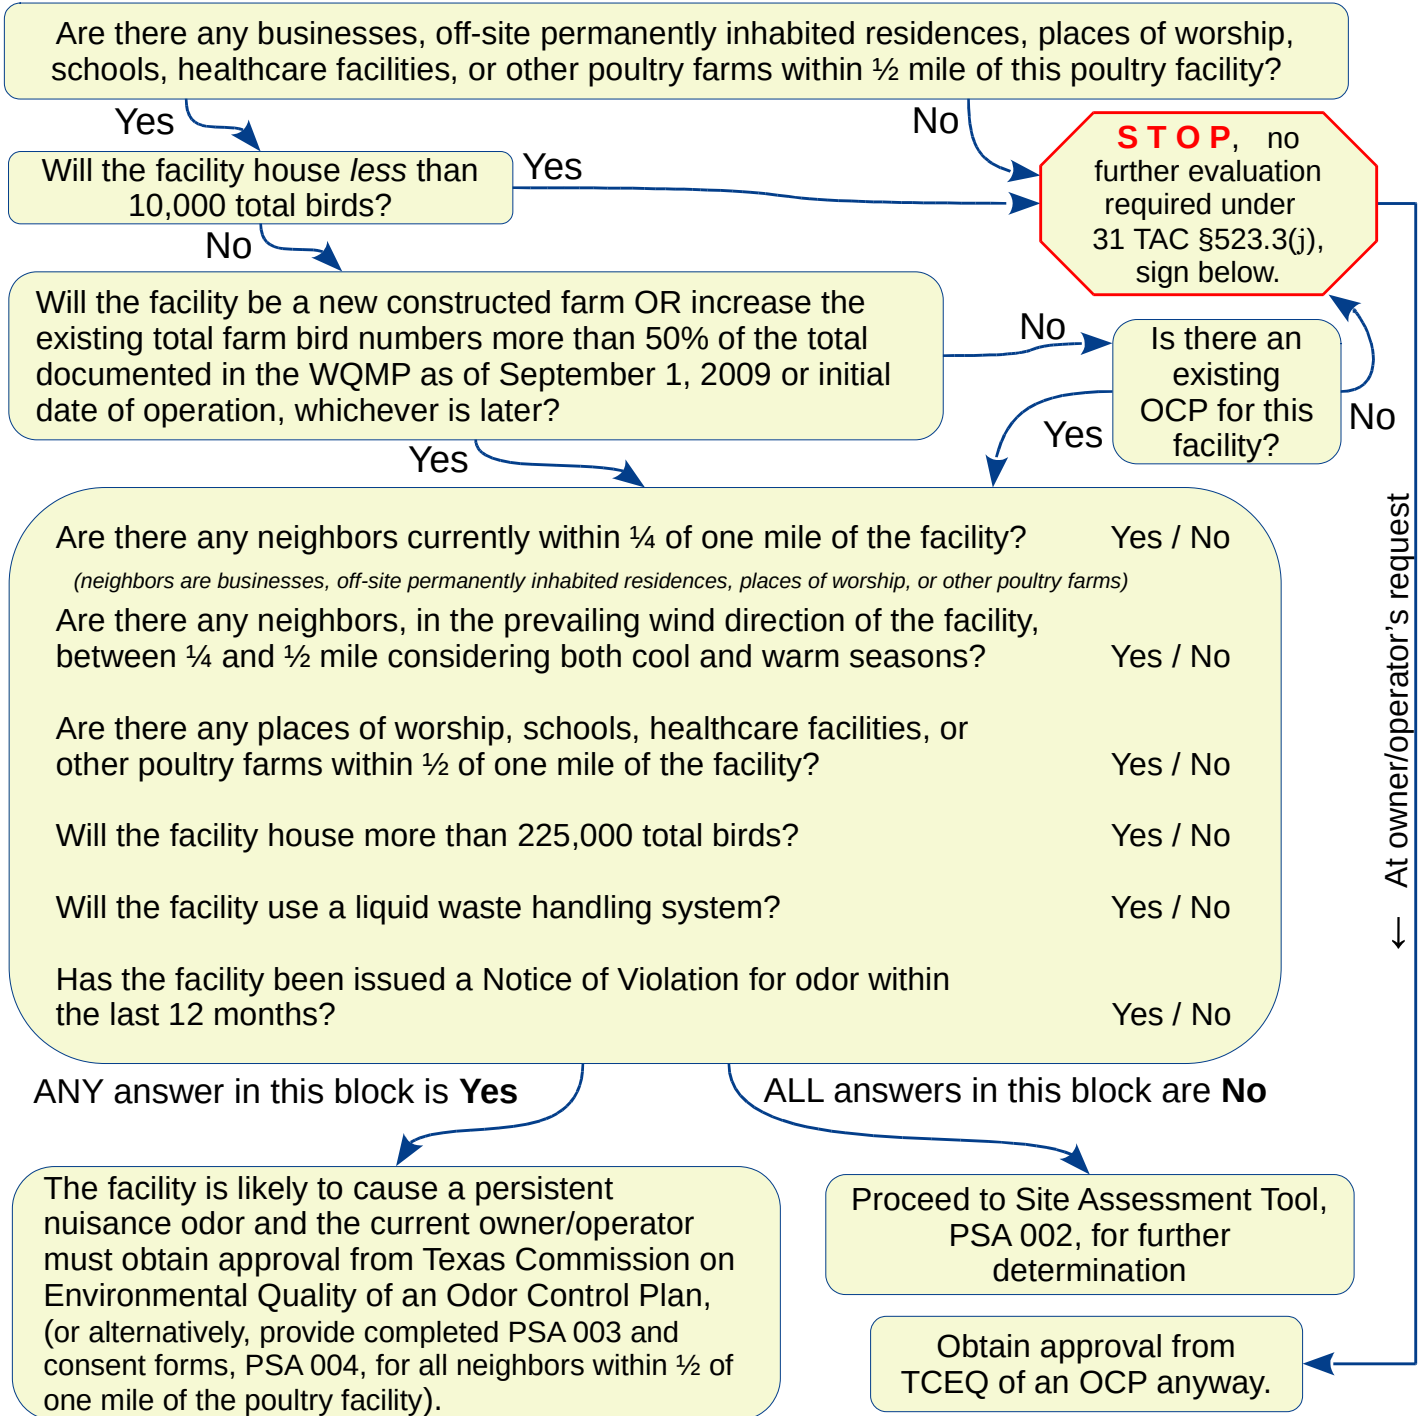 Are there any businesses, off-site permanently inhabited residences, places of worship,
schools, healthcare facilities, or other poultry farms within ½ mile of this poultry facility?
Yes
No
Will the facility house less than
10,000 total birds?
Yes
S T O P, no
further evaluation
required under
31 TAC §523.3(j),
sign below.
No
Will the facility be a new constructed farm OR increase the
existing total farm bird numbers more than 50% of the total
documented in the WQMP as of September 1, 2009 or initial
date of operation, whichever is later?
No
Is there an
existing
OCP for this
facility?
No
Yes
Yes
Are there any neighbors currently within ¼ of one mile of the facility? Yes / No
(neighbors are businesses, off-site permanently inhabited residences, places of worship, or other poultry farms)
Are there any neighbors, in the prevailing wind direction of the facility,
between ¼ and ½ mile considering both cool and warm seasons? Yes / No
Are there any places of worship, schools, healthcare facilities, or
other poultry farms within ½ of one mile of the facility? Yes / No
Will the facility house more than 225,000 total birds? Yes / No
Will the facility use a liquid waste handling system? Yes / No
Has the facility been issued a Notice of Violation for odor within
the last 12 months? Yes / No
← At owner/operator’s request
ANY answer in this block is Yes
ALL answers in this block are No
The facility is likely to cause a persistent
nuisance odor and the current owner/operator
must obtain approval from Texas Commission on
Environmental Quality of an Odor Control Plan,
(or alternatively, provide completed PSA 003 and
consent forms, PSA 004, for all neighbors within ½ of
one mile of the poultry facility).
Proceed to Site Assessment Tool,
PSA 002, for further
determination
Obtain approval from
TCEQ of an OCP anyway.